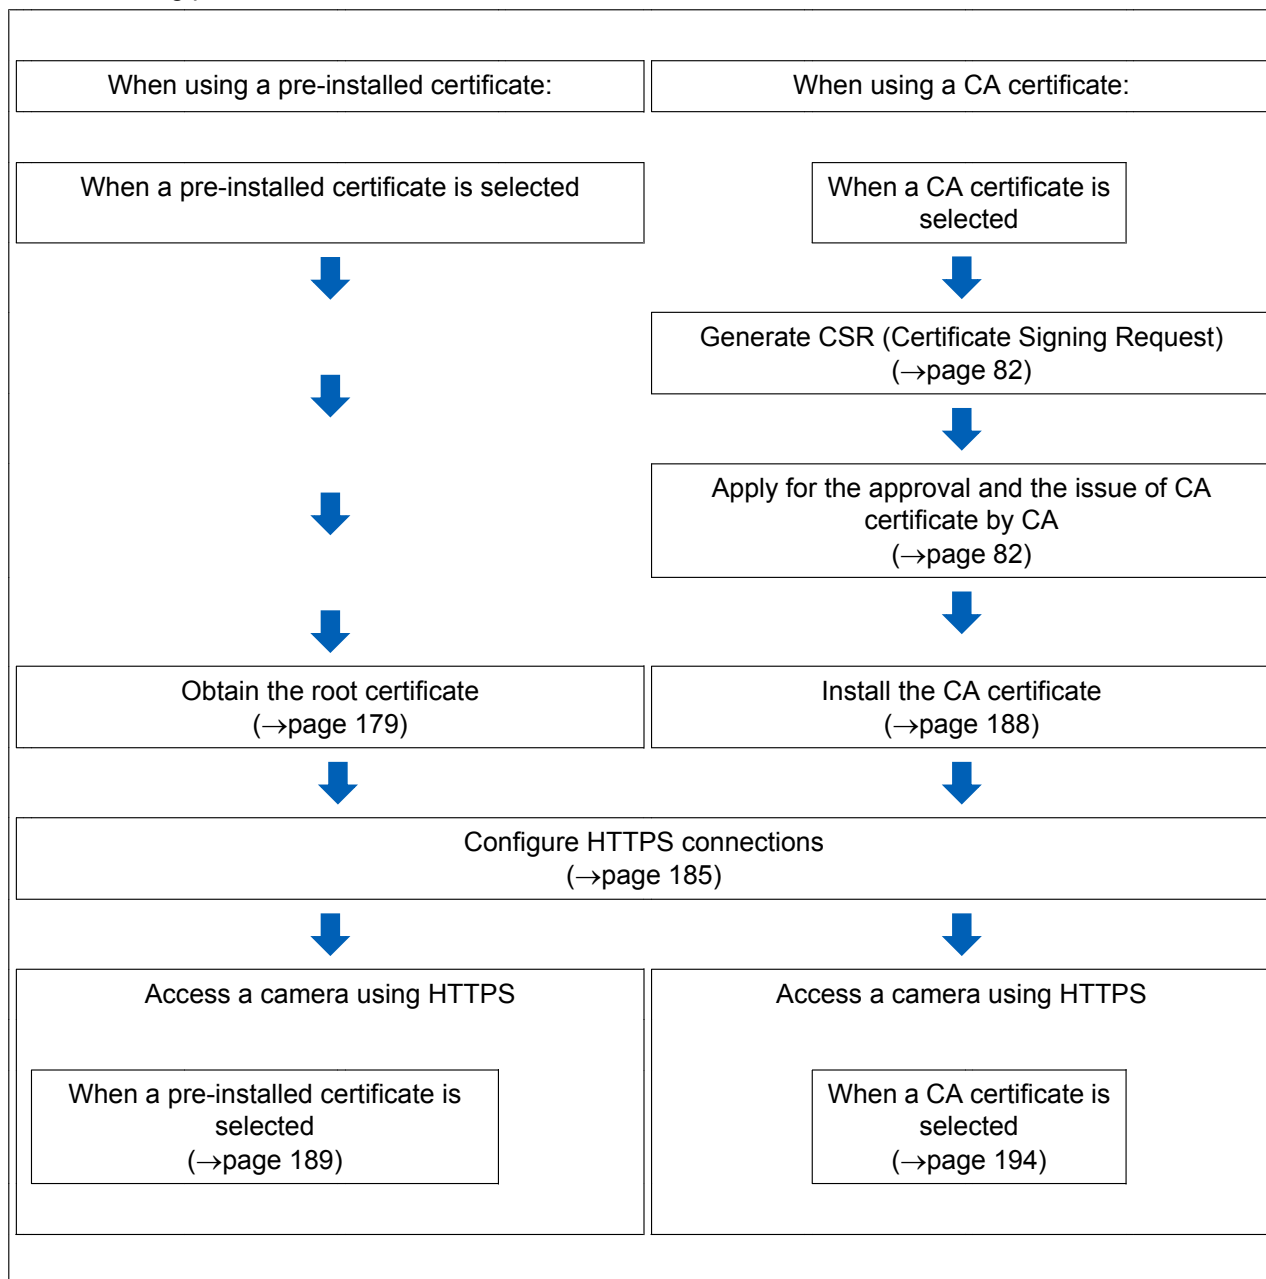 When using a pre-installed certificate:
When using a CA certificate:
When a pre-installed certificate is selected
When a CA certificate is
selected
Generate CSR (Certificate Signing Request)
(→page 82)
Apply for the approval and the issue of CA
certificate by CA
(→page 82)
Obtain the root certificate
(→page 179)
Install the CA certificate
(→page 188)
Configure HTTPS connections
(→page 185)
Access a camera using HTTPS
When a pre-installed certificate is
selected
(→page 189)
Access a camera using HTTPS
When a CA certificate is
selected
(→page 194)